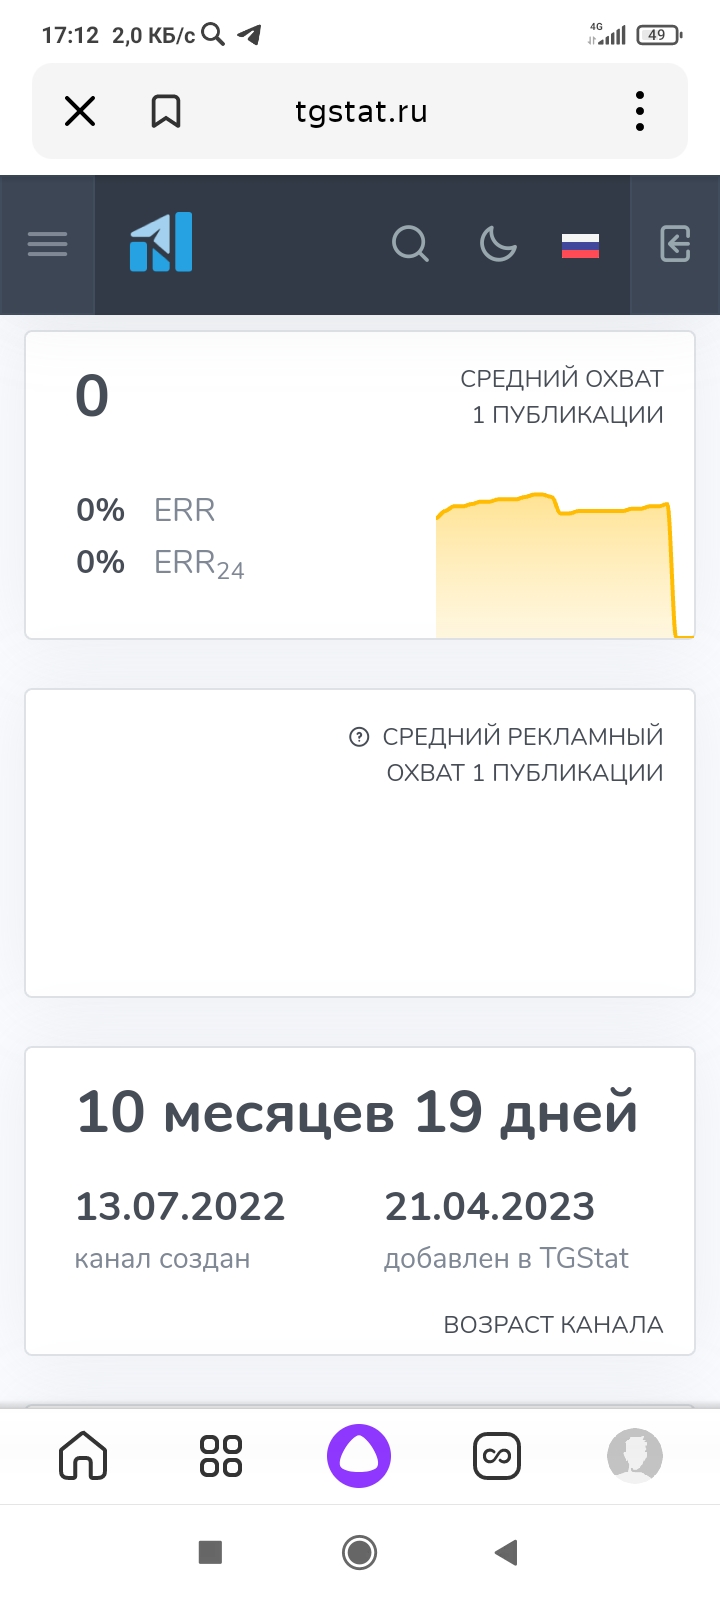 17:12 2,0 КБ/с 4G 49
tgstat.ru
0
СРЕДНИЙ ОХВАТ
1 ПУБЛИКАЦИИ
0% ERR
0% ERR24
СРЕДНИЙ РЕКЛАМНЫЙ
ОХВАТ 1 ПУБЛИКАЦИИ
10 месяцев 19 дней
13.07.2022 21.04.2023
канал создан добавлен в TGStat
ВОЗРАСТ КАНАЛА